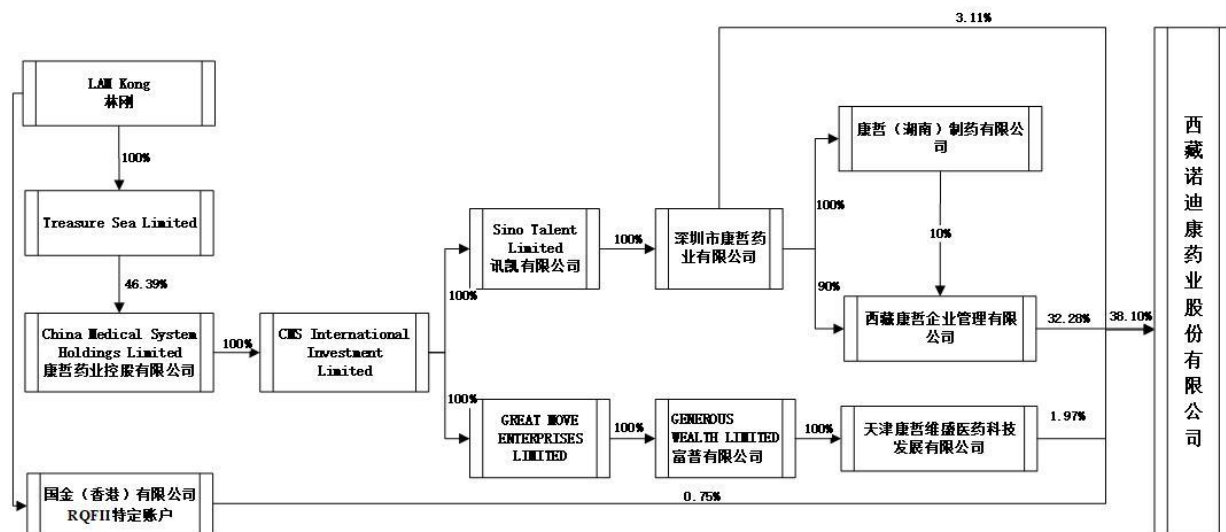 3.11%
LAM Kong
林刚
100%
Treasure Sea Limited
46.39%
China Medical System
Holdings Limited
康哲药业控股有限公司
100%
CMS International
Investment
Limited
100%
Sino Talent
Limited
讯凯有限公司
100%
深圳市康哲药
业有限公司
100%
康哲（湖南）制药有限公
司
10%
90%
西藏康哲企业管理有限
公司
32.28%
38.10%
100%
GREAT MOVE
ENTERPRISES
LIMITED
100%
GENEROUS
WEALTH LIMITED
富普有限公司
100%
天津康哲维盛医药科技
发展有限公司
1.97%
国金（香港）有限公司
RQFII特定账户
0.75%
西藏诺迪康药业股份有限公司